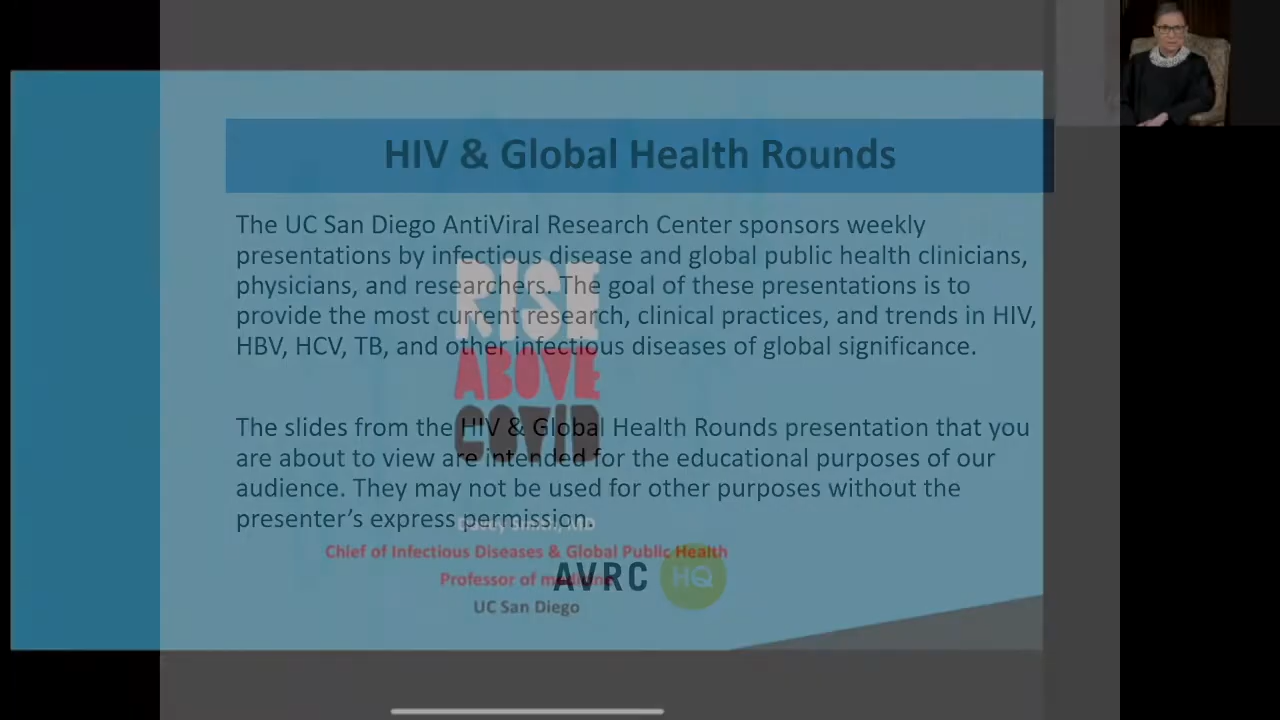 HIV & Global Health Rounds
The UC San Diego AntiViral Research Center sponsors weekly
presentations by infectious disease and global public health clinicians,
physicians, and researchers. The goal of these presentations is to
provide the most current research, clinical practices, and trends in HIV,
HBV, HCV, TB, and other infectious diseases of global significance.
RISE
ABOVE
COVID
The slides from the HIV & Global Health Rounds presentation that you
are about to view are intended for the educational purposes of our
audience. They may not be used for other purposes without the
presenter's express permission.
Chief of Infectious Diseases & Global Public Health
Professor of medicine
UC San Diego
AVRC HQ